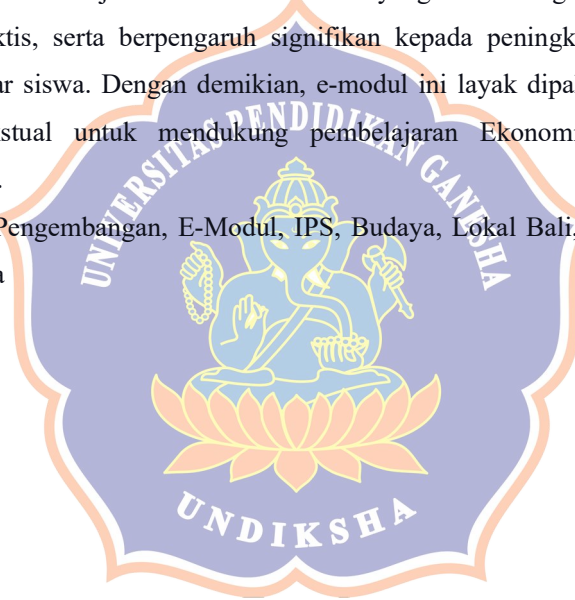 ktis, serta berpengaruh signifikan kepada peningk
ar siswa. Dengan demikian, e-modul ini layak dipa
stual untuk mendukung pembelajaran Ekonomi
Pengembangan, E-Modul, IPS, Budaya, Lokal Bali,
a
UNIVERSITAS PENDIDIKAN GANESHA
UNDIKSHA